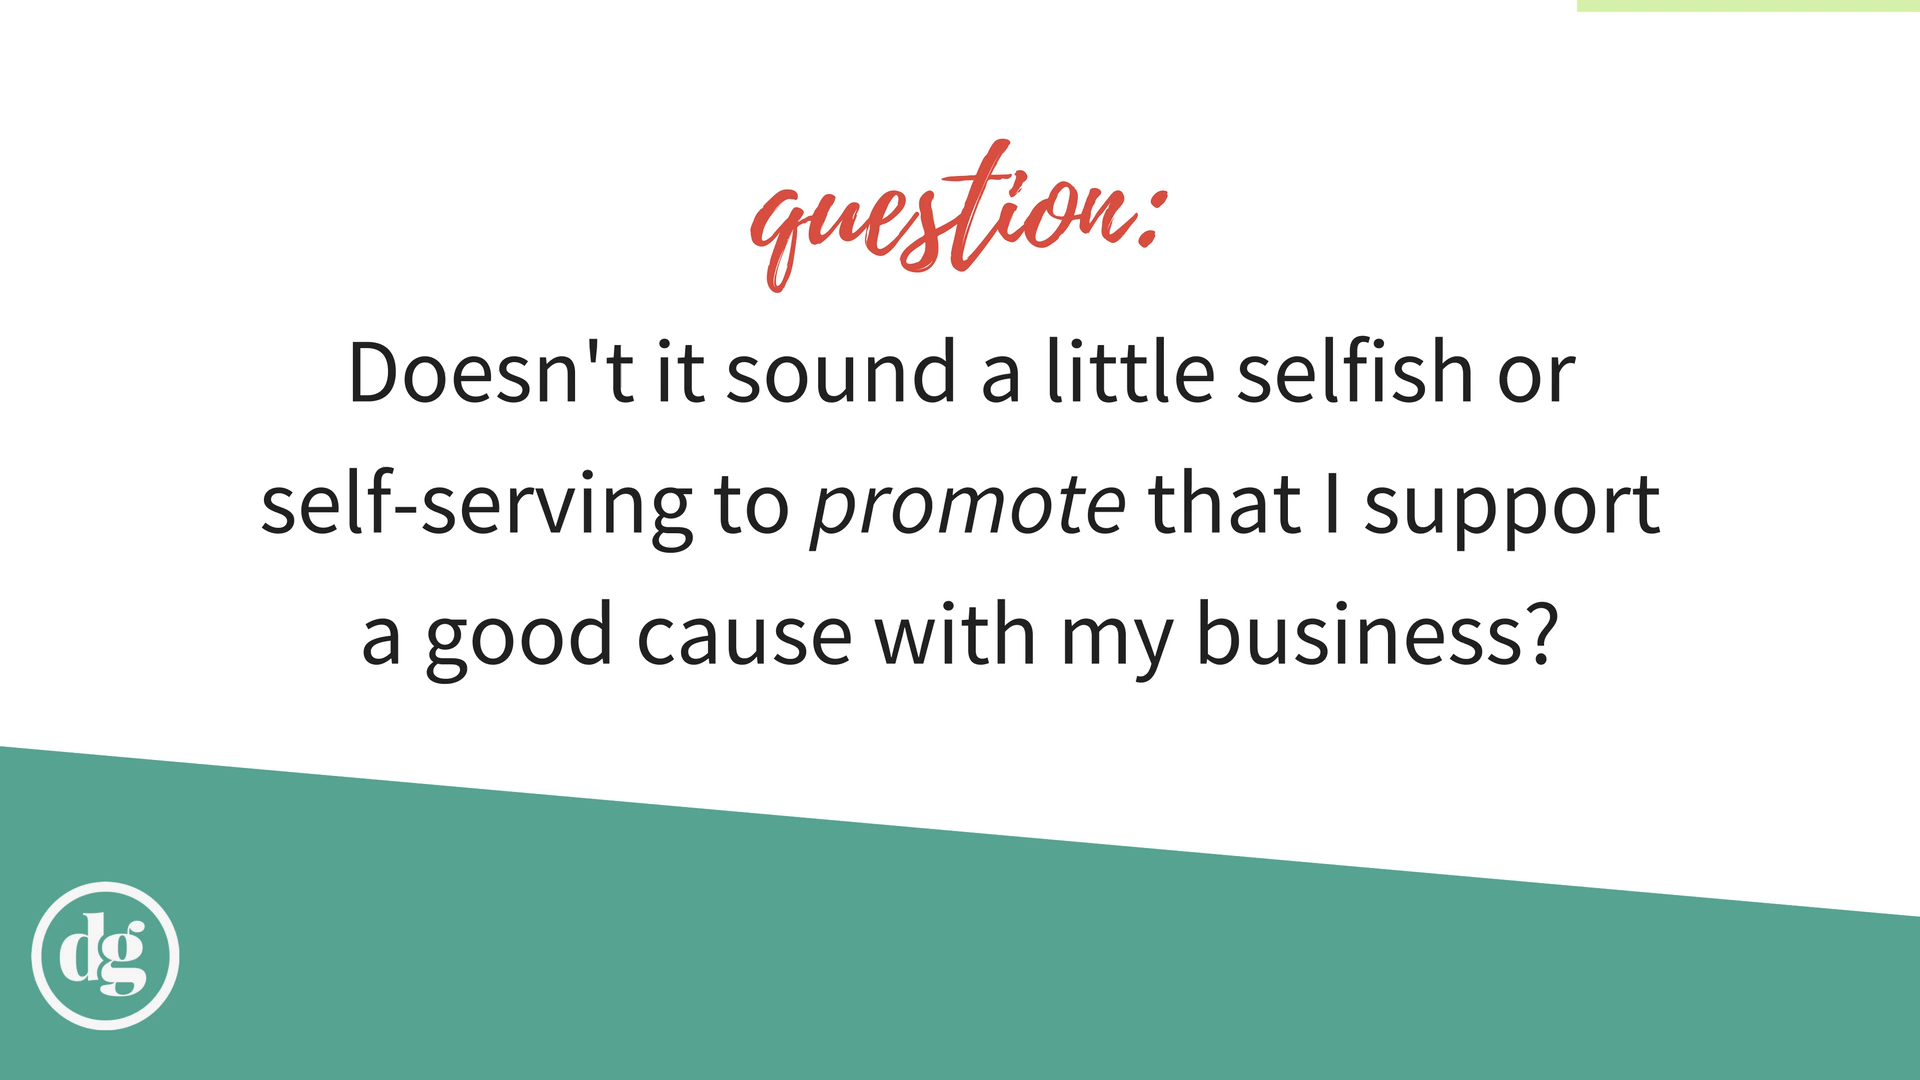 question:
Doesn't it sound a little selfish or
self-serving to promote that I support
a good cause with my business?
dg